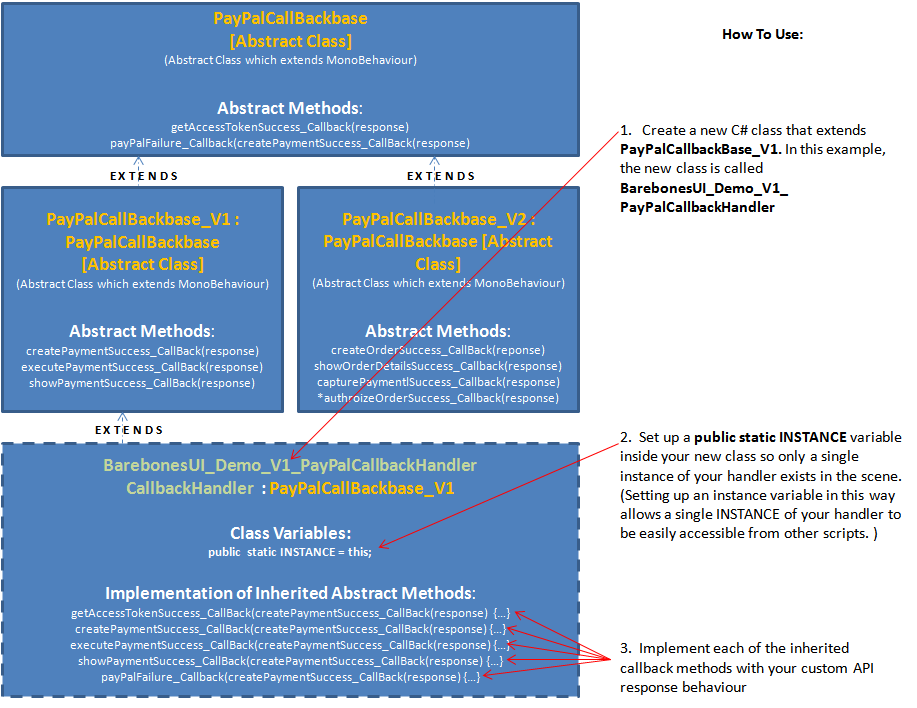 PayPalCallBackbase
[Abstract Class]
(Abstract Class which extends MonoBehaviour)
Abstract Methods:
getAccessTokenSuccess_Callback(response)
payPalFailure_Callback(createPaymentSuccess_CallBack(response)
EXTENDS
EXTENDS
PayPalCallBackbase_V1 :
PayPalCallBackbase
[Abstract Class]
(Abstract Class which extends MonoBehaviour)
Abstract Methods:
createPaymentSuccess_CallBack(response)
executePaymentSuccess_CallBack(response)
showPaymentSuccess_CallBack(response)
PayPalCallBackbase_V2 :
PayPalCallBackbase [Abstract
Class]
(Abstract Class which extends MonoBehaviour)
Abstract Methods:
createOrderSuccess_CallBack(reponse)
showOrderDetailsSuccess_CallBack(response)
capturePaymentlSuccess_Callback(response)
*authroizeOrderSuccess_Callback(response)
EXTENDS
BarebonesUI_Demo_V1_PayPalCallbackHandler
CallbackHandler : PayPalCallBackbase_V1
Class Variables:
public static INSTANCE = this;
Implementation of Inherited Abstract Methods:
getAccessTokenSuccess_CallBack(createPaymentSuccess_CallBack(response) {...}
createPaymentSuccess_CallBack(createPaymentSuccess_CallBack(response) {...}
executePaymentSuccess_CallBack(createPaymentSuccess_CallBack(response) {...}
showPaymentSuccess_CallBack(createPaymentSuccess_CallBack(response) {...}
payPalFailure_Callback(createPaymentSuccess_CallBack(response) {...}
How To Use:
1. Create a new C# class that extends
PayPalCallbackBase_V1. In this example,
the new class is called
BarebonesUI_Demo_V1_
PayPalCallbackHandler
2. Set up a public static INSTANCE variable
inside your new class so only a single
instance of your handler exists in the scene.
(Setting up an instance variable in this way
allows a single INSTANCE of your handler to
be easily accessible from other scripts. )
3. Implement each of the inherited
callback methods with your custom API
response behaviour